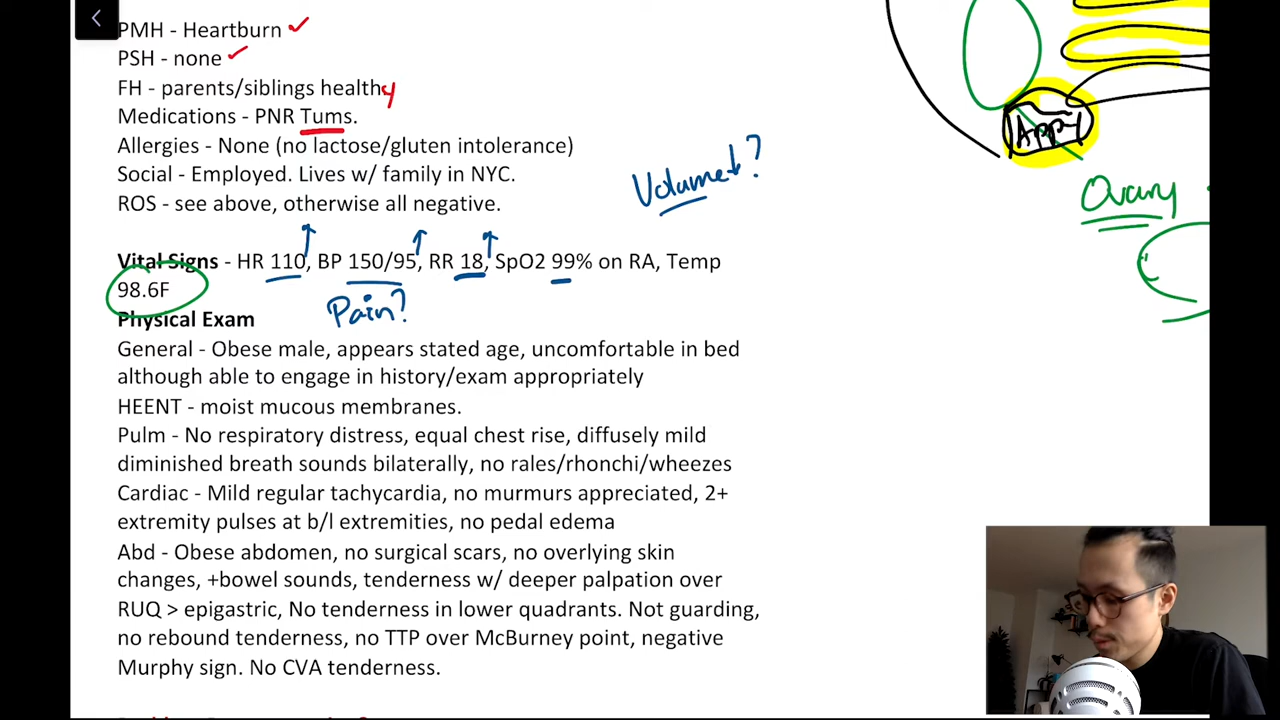 PMH - Heartburn
PSH - none
FH - parents/siblings healthy
Medications - PNR Tums.
Allergies - None (no lactose/gluten intolerance)
Social - Employed. Lives w/ family in NYC.
ROS - see above, otherwise all negative.
Volume ?
Appy
Ovary
Vital Signs - HR 110, BP 150/95, RR 18, SpO2 99% on RA, Temp
98.6F
Pain?
Physical Exam
General - Obese male, appears stated age, uncomfortable in bed
although able to engage in history/exam appropriately
HEENT - moist mucous membranes.
Pulm - No respiratory distress, equal chest rise, diffusely mild
diminished breath sounds bilaterally, no rales/rhonchi/wheezes
Cardiac - Mild regular tachycardia, no murmurs appreciated, 2+
extremity pulses at b/l extremities, no pedal edema
Abd - Obese abdomen, no surgical scars, no overlying skin
changes, +bowel sounds, tenderness w/ deeper palpation over
RUQ > epigastric, No tenderness in lower quadrants. Not guarding,
no rebound tenderness, no TTP over McBurney point, negative
Murphy sign. No CVA tenderness.